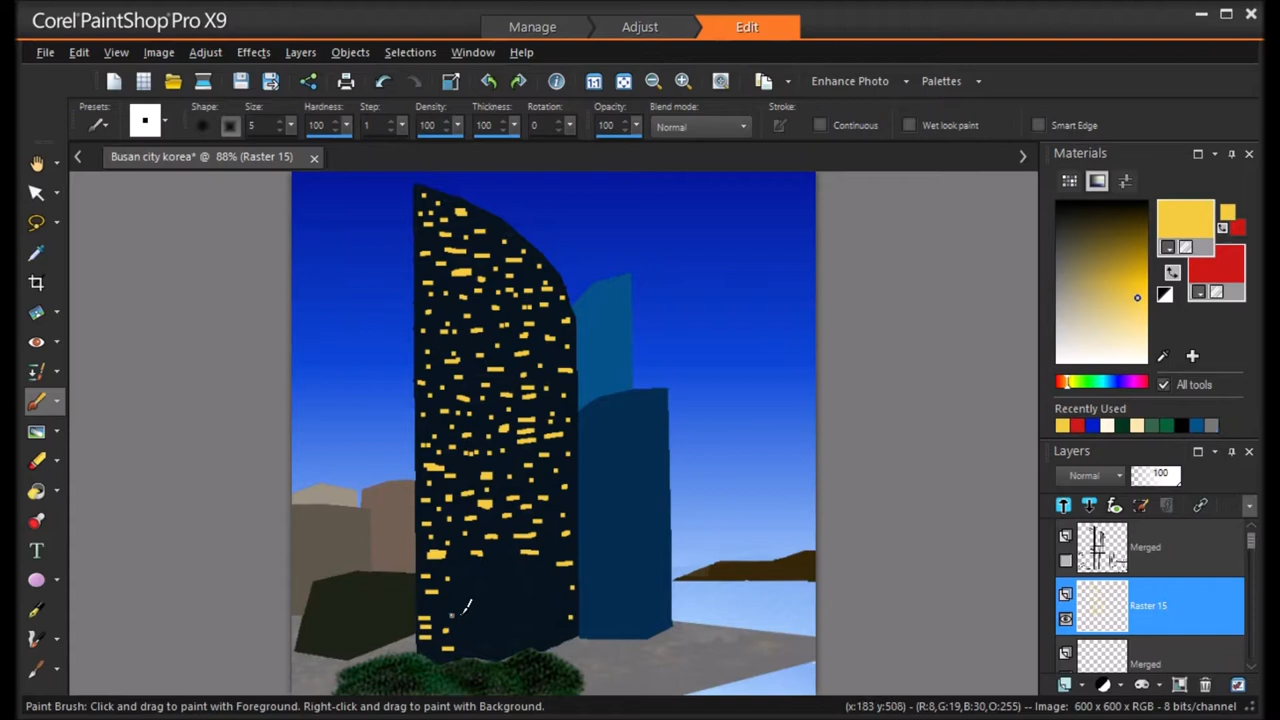 Corel PaintShop Pro X9
Manage Adjust Edit
File Edit View Image Adjust Effects Layers Objects Selections Window Help
1:1 Enhance Photo Palettes
Presets: Shape: Size: Hardness: Step: Density: Thickness: Rotation: Opacity: Blend mode: Stroke:
5 100 1 100 100 0 100 Normal Continuous Wet look paint Smart Edge
Busan city korea* @ 88% (Raster 15)
Materials
All tools
Recently Used
Layers
Normal 100
Merged
Raster 15
Merged
Paint Brush: Click and drag to paint with Foreground. Right-click and drag to paint with Background. (x:183 y:508) -- (R:8,G:19,B:30,O:255) -- Image: 600 x 600 x RGB - 8 bits/channel